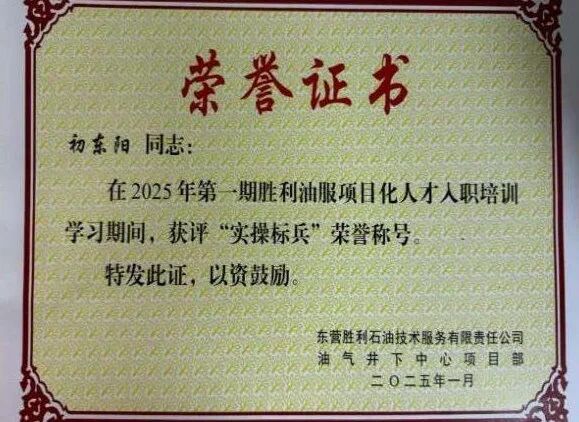 荣誉证书
初东阳 同志：
在2025年第一期胜利油服项目化人才入职培训
学习期间，获评“实操标兵”荣誉称号。
特发此证，以资鼓励。
东营胜利石油技术服务有限责任公司
油气井下中心项目部
二〇二五年一月